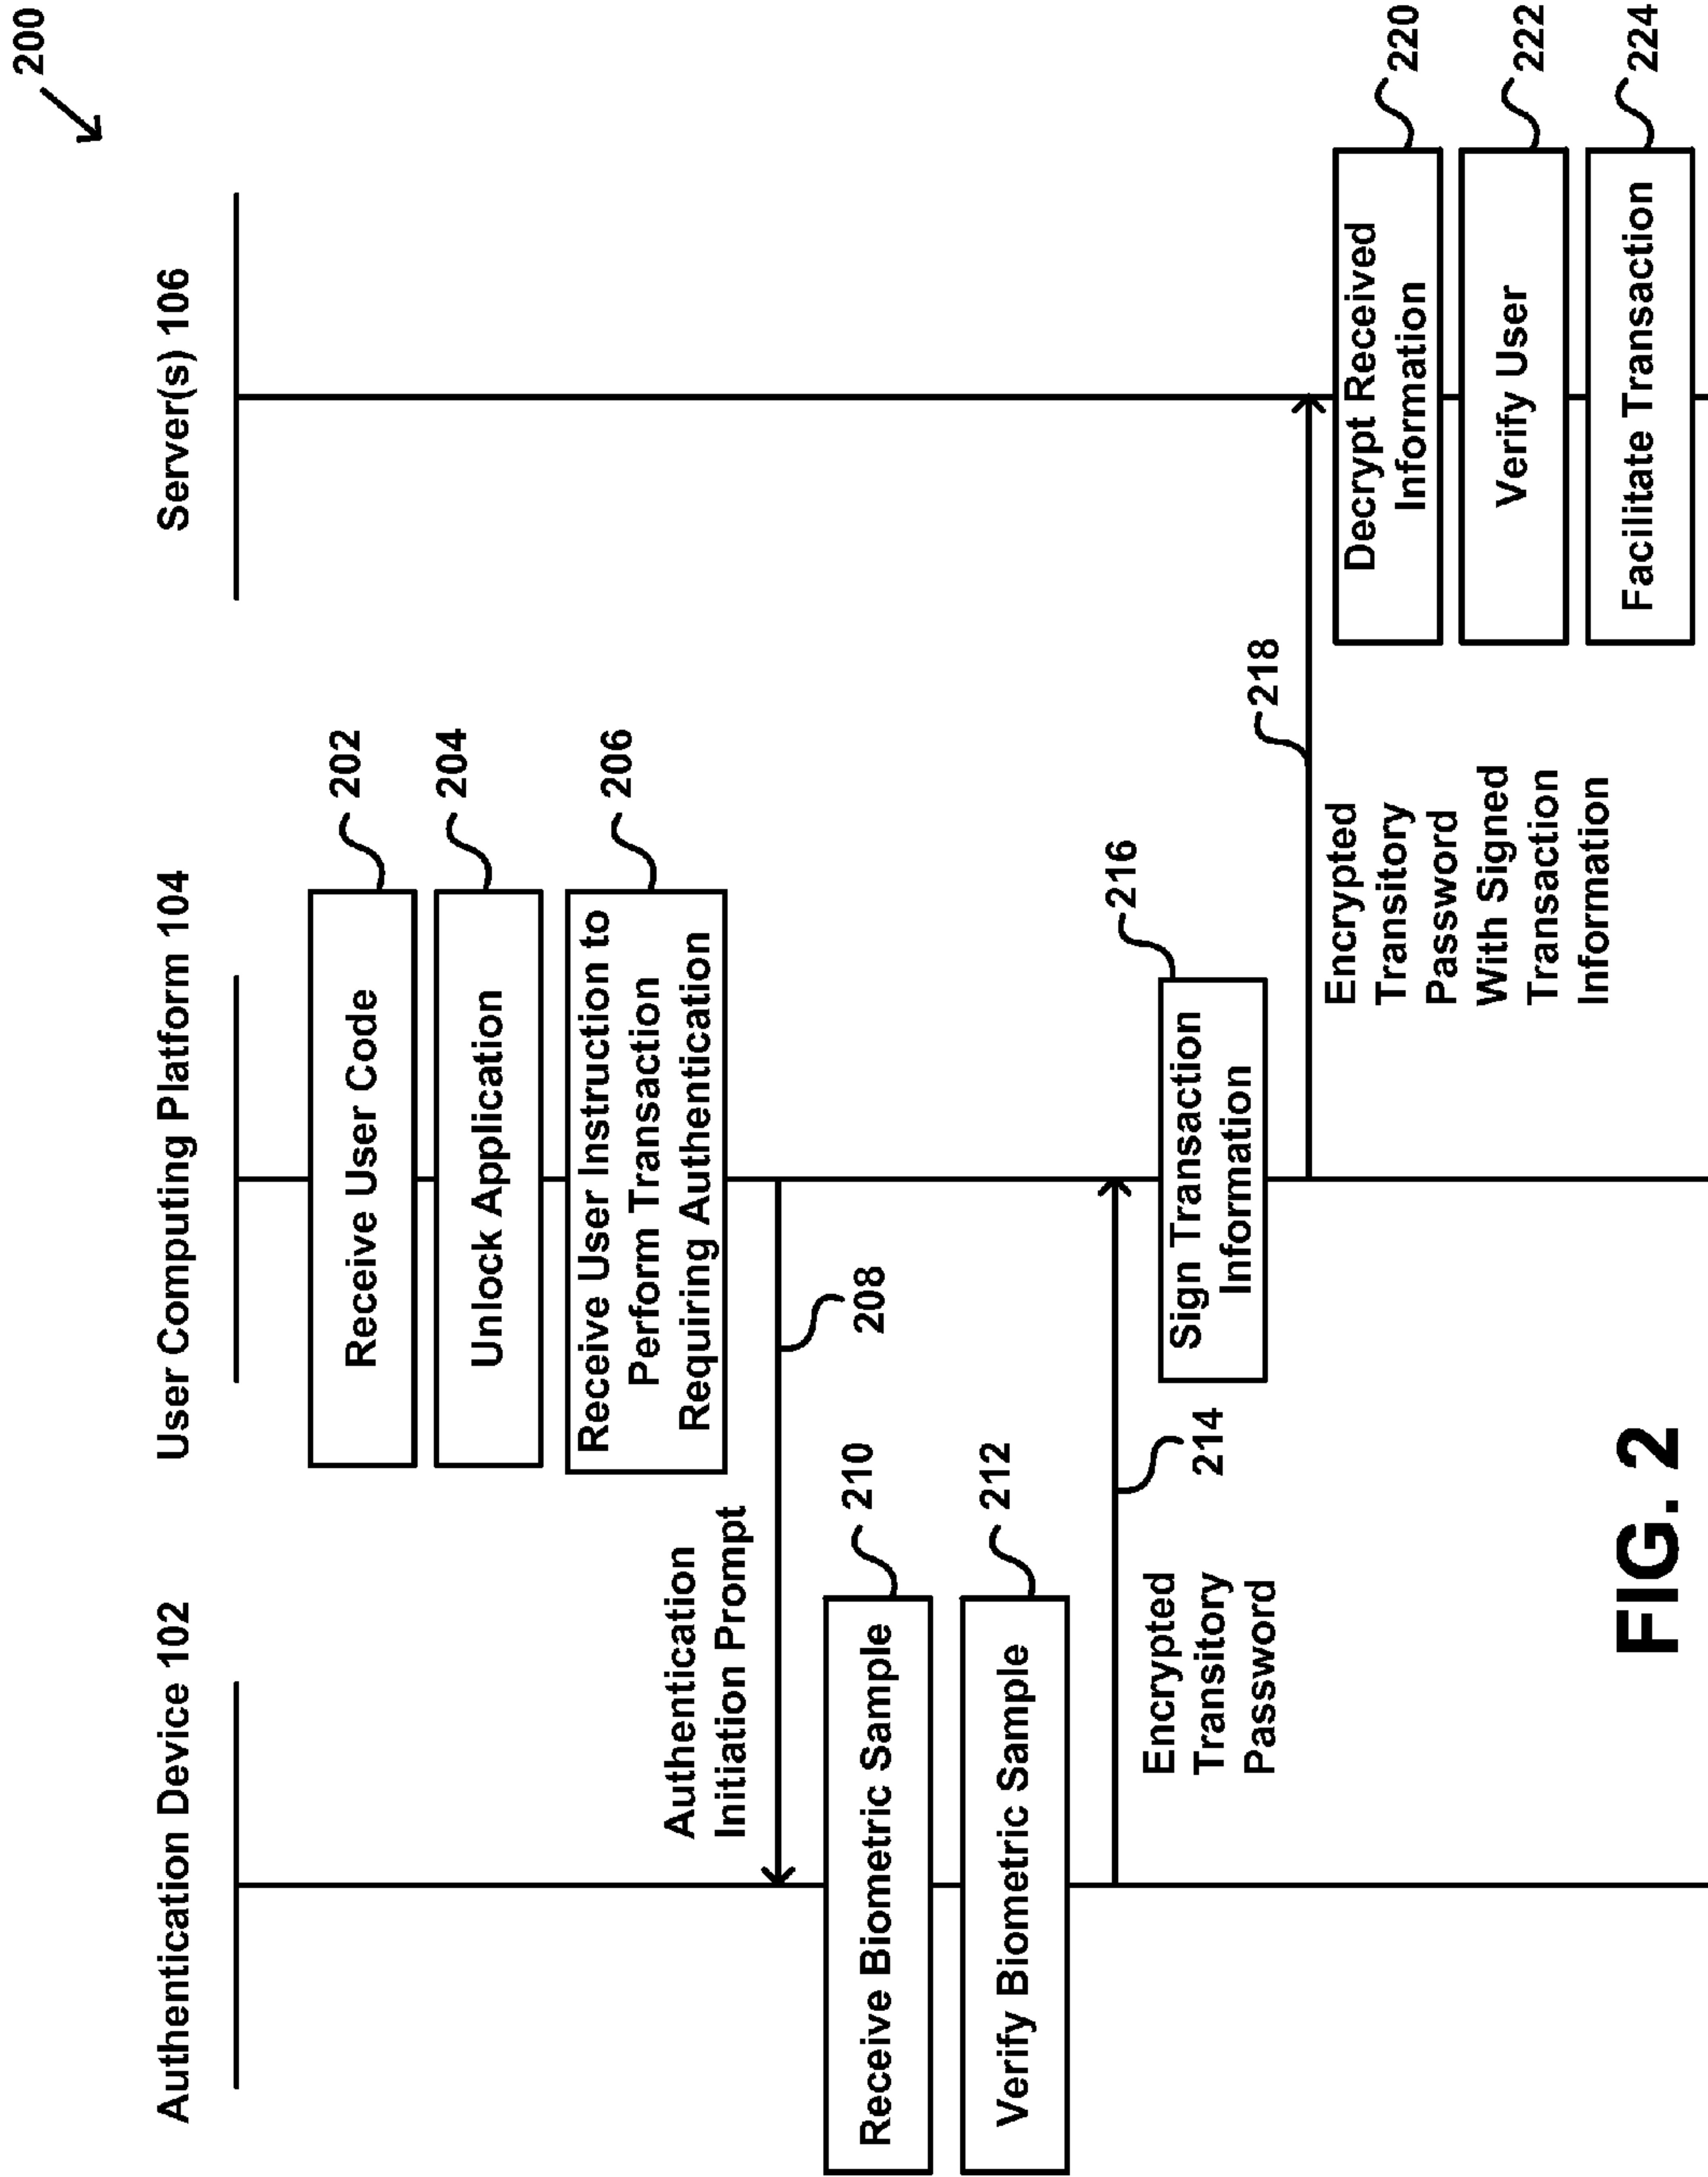 200
Authentication Device 102
User Computing Platform 104
Server(s) 106
Receive User Code
202
Unlock Application
204
Receive User Instruction to
Perform Transaction
Requiring Authentication
206
Authentication
Initiation Prompt
208
Receive Biometric Sample
210
Verify Biometric Sample
212
Encrypted
Transitory
Password
214
Sign Transaction
Information
216
218
Encrypted
Transitory
Password
With Signed
Transaction
Information
Decrypt Received
Information
220
Verify User
222
Facilitate Transaction
224
FIG. 2